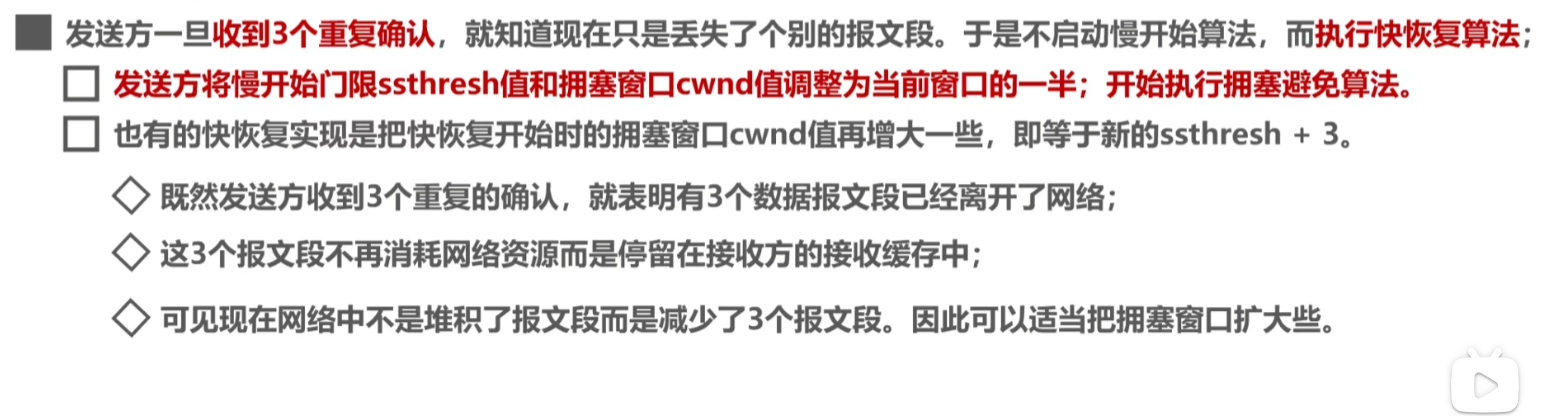 发送方一旦收到3个重复确认，就知道现在只是丢失了个别的报文段。于是不启动慢开始算法，而执行快恢复算法；
发送方将慢开始门限ssthresh值和拥塞窗口cwnd值调整为当前窗口的一半；开始执行拥塞避免算法。
也有的快恢复实现是把快恢复开始时的拥塞窗口cwnd值再增大一些，即等于新的ssthresh + 3。
既然发送方收到3个重复的确认，就表明有3个数据报文段已经离开了网络；
这3个报文段不再消耗网络资源而是停留在接收方的接收缓存中；
可见现在网络中不是堆积了报文段而是减少了3个报文段。因此可以适当把拥塞窗口扩大些。